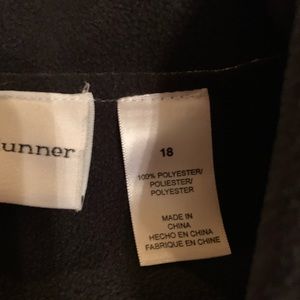 unner
18
100% POLYESTER/
POLIESTER/
POLYESTER
MADE IN
CHINA
HECHO EN CHINA
FABRIQUE EN CHINE